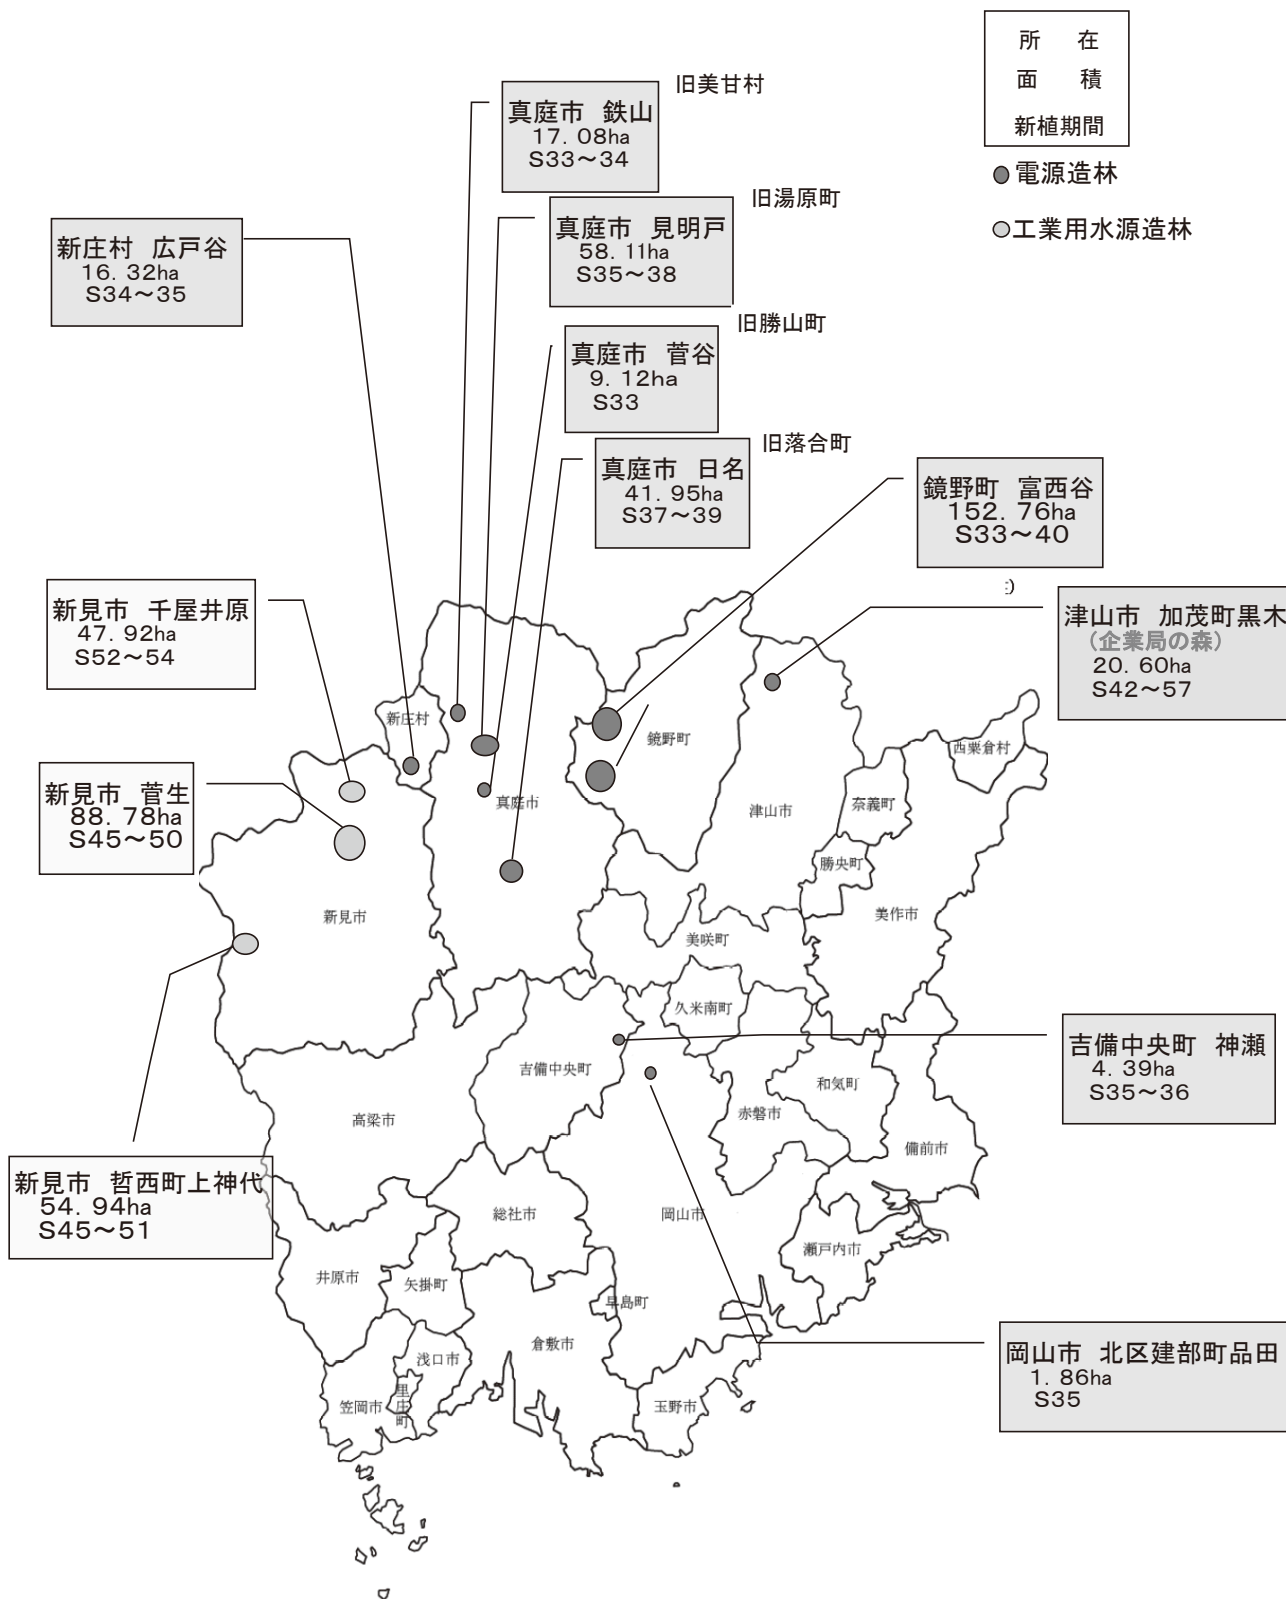 所　在
面　積
新植期間
電源造林
工業用水源造林
旧美甘村
真庭市　鉄山
17．08ha
S33～34
旧湯原町
真庭市　見明戸
58．11ha
S35～38
新庄村　広戸谷
16．32ha
S34～35
旧勝山町
真庭市　菅谷
9．12ha
S33
旧落合町
真庭市　日名
41．95ha
S37～39
鏡野町　富西谷
152．76ha
S33～40
新見市　千屋井原
47．92ha
S52～54
津山市　加茂町黒木
（企業局の森）
20．60ha
S42～57
新見市　菅生
88．78ha
S45～50
新庄村
鏡野町
西粟倉村
真庭市
津山市
奈義町
勝央町
新見市
美作市
美咲町
久米南町
吉備中央町　神瀬
4．39ha
S35～36
吉備中央町
和気町
高梁市
赤磐市
備前市
新見市　哲西町上神代
54．94ha
S45～51
総社市
岡山市
瀬戸内市
井原市
矢掛町
早島町
倉敷市
浅口市
里庄町
笠岡市
玉野市
岡山市　北区建部町品田
1．86ha
S35